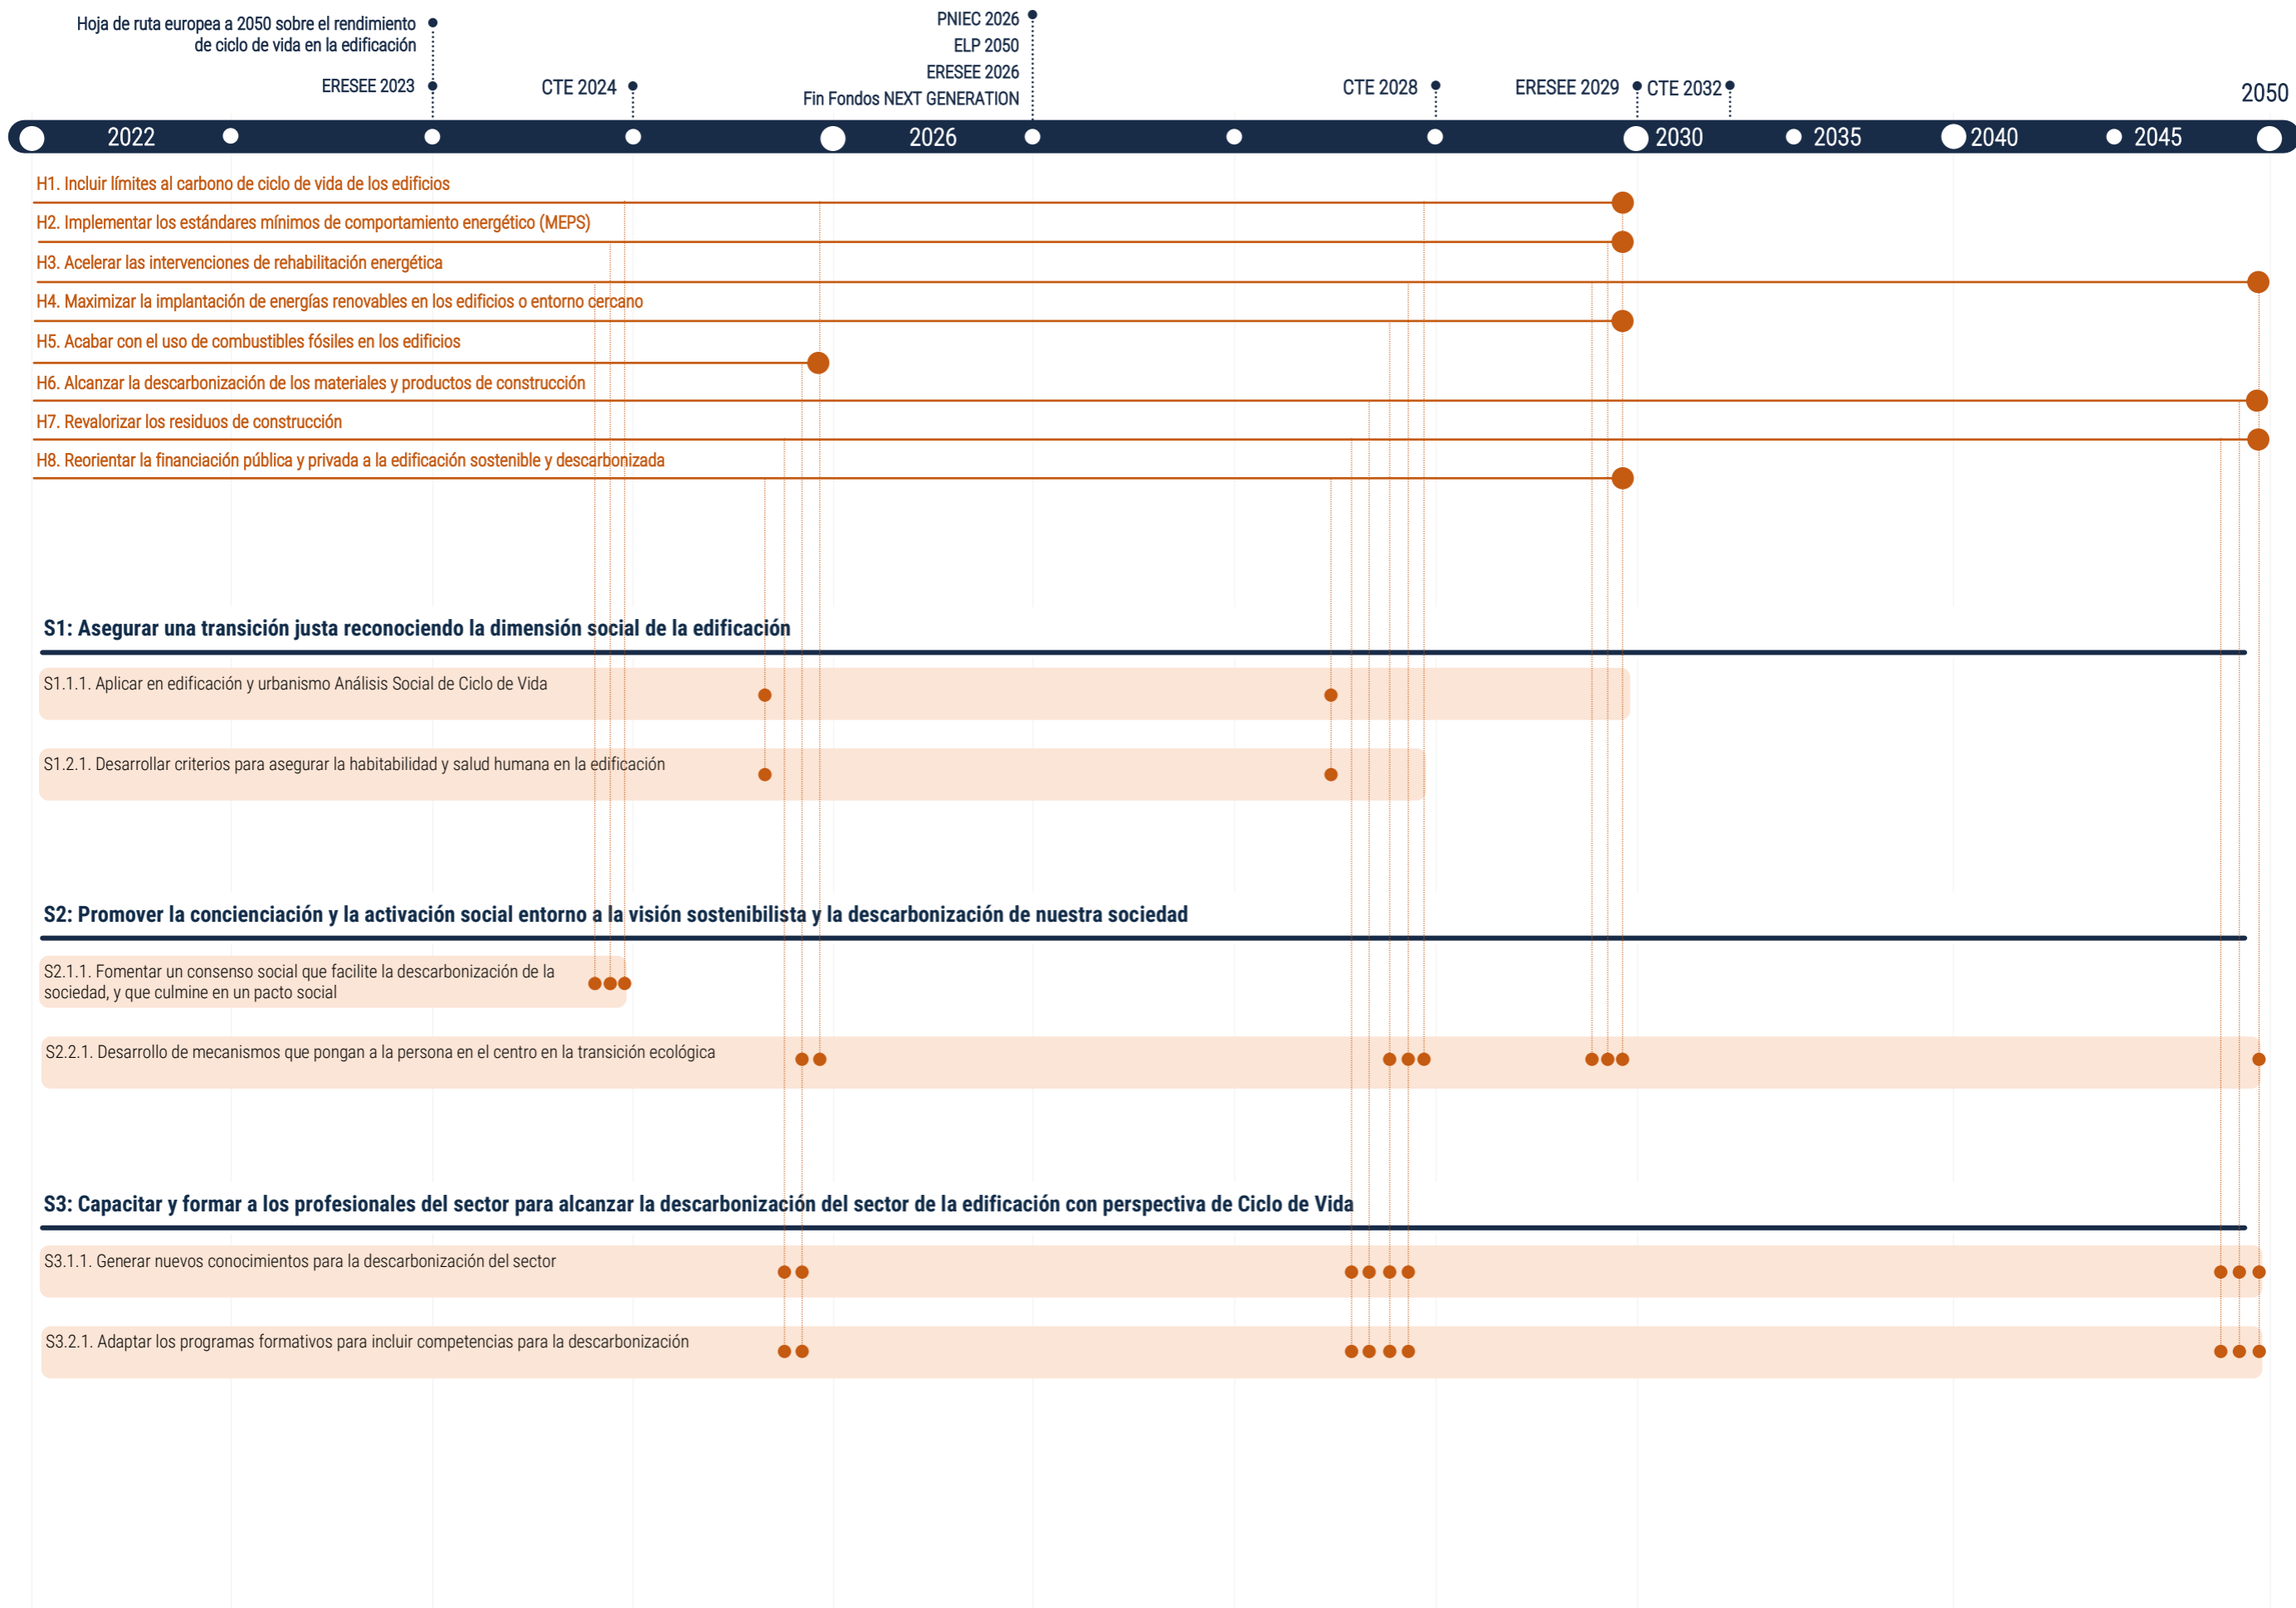 Hoja de ruta europea a 2050 sobre el rendimiento
de ciclo de vida en la edificación
ERESEE 2023
CTE 2024
PNIEC 2026
ELP 2050
ERESEE 2026
Fin Fondos NEXT GENERATION
CTE 2028
ERESEE 2029
CTE 2032
2050
2022
2026
2030
2035
2040
2045
H1. Incluir límites al carbono de ciclo de vida de los edificios
H2. Implementar los estándares mínimos de comportamiento energético (MEPS)
H3. Acelerar las intervenciones de rehabilitación energética
H4. Maximizar la implantación de energías renovables en los edificios o entorno cercano
H5. Acabar con el uso de combustibles fósiles en los edificios
H6. Alcanzar la descarbonización de los materiales y productos de construcción
H7. Revalorizar los residuos de construcción
H8. Reorientar la financiación pública y privada a la edificación sostenible y descarbonizada
S1: Asegurar una transición justa reconociendo la dimensión social de la edificación
S1.1.1. Aplicar en edificación y urbanismo Análisis Social de Ciclo de Vida
S1.2.1. Desarrollar criterios para asegurar la habitabilidad y salud humana en la edificación
S2: Promover la concienciación y la activación social entorno a la visión sostenibilista y la descarbonización de nuestra sociedad
S2.1.1. Fomentar un consenso social que facilite la descarbonización de la
sociedad, y que culmine en un pacto social
S2.2.1. Desarrollo de mecanismos que pongan a la persona en el centro en la transición ecológica
S3: Capacitar y formar a los profesionales del sector para alcanzar la descarbonización del sector de la edificación con perspectiva de Ciclo de Vida
S3.1.1. Generar nuevos conocimientos para la descarbonización del sector
S3.2.1. Adaptar los programas formativos para incluir competencias para la descarbonización